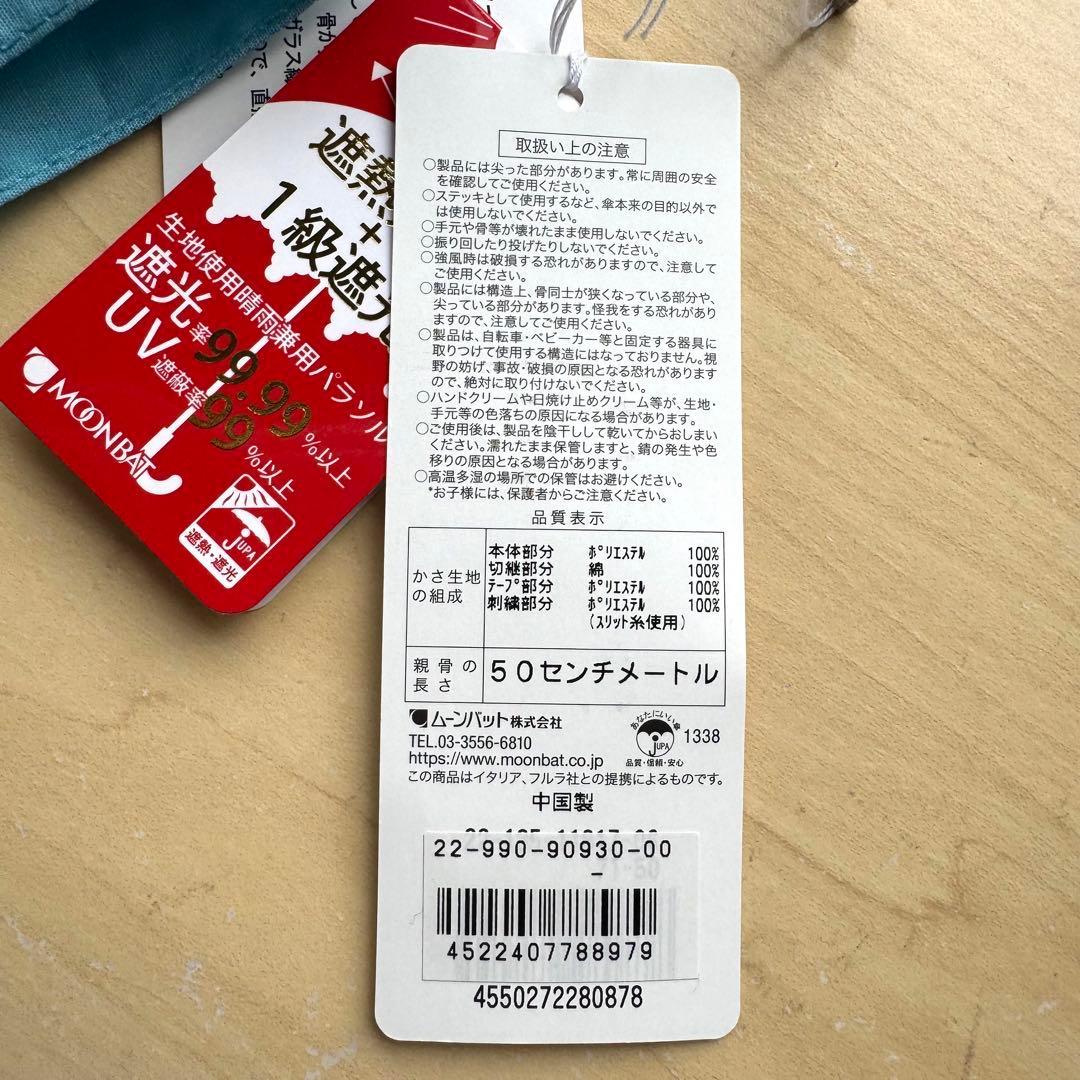 骨が
ガラス繊
で、直
遮熱
+
1級遮光
生地使用晴雨兼用パラソル
遮光率99.99%以上
UV遮蔽率99%以上
MOONBAT
JUPA
遮熱・遮光
取扱い上の注意
○製品には尖った部分があります。常に周囲の安全
を確認してご使用ください。
○ステッキとして使用するなど、傘本来の目的以外で
は使用しないでください。
○手元や骨等が壊れたまま使用しないでください。
○振り回したり投げたりしないでください。
○強風時は破損する恐れがありますので、注意して
ご使用ください。
○製品には構造上、骨同士が狭くなっている部分や、
尖っている部分があります。怪我をする恐れがあり
ますので、注意してご使用ください。
○製品は、自転車・ベビーカー等と固定する器具に
取りつけて使用する構造にはなっておりません。視
野の妨げ、事故・破損の原因となる恐れがあります
ので、絶対に取り付けないでください。
○ハンドクリームや日焼け止めクリーム等が、生地・
手元等の色落ちの原因になる場合があります。
○ご使用後は、製品を陰干しして乾いてからおしまい
ください。濡れたまま保管しますと、錆の発生や色
移りの原因となる場合があります。
○高温多湿の場所での保管はお避けください。
*お子様には、保護者からご注意ください。
品質表示
かさ生地
の組成
本体部分 ﾎﾟﾘｴｽﾃﾙ 100%
切継部分 綿 100%
ﾃｰﾌﾟ部分 ﾎﾟﾘｴｽﾃﾙ 100%
刺繍部分 ﾎﾟﾘｴｽﾃﾙ 100%
(ｽﾘｯﾄ糸使用)
親骨の
長さ
50センチメートル
ムーンバット株式会社
TEL.03-3556-6810
https://www.moonbat.co.jp
あなたにいい傘
JUPA
品質・信頼・安心
1338
この商品はイタリア、フルラ社との提携によるものです。
中国製
22-990-90930-00
-
4522407788979
4550272280878